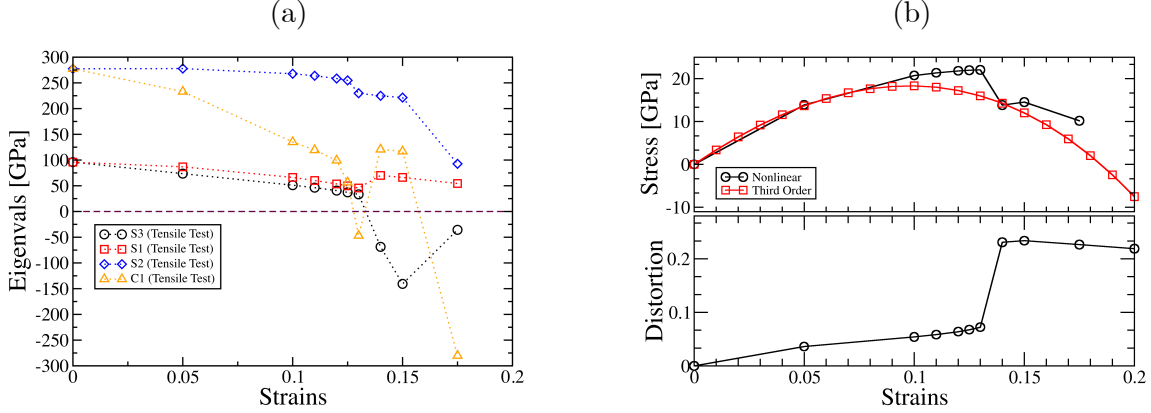 (a)
300
250
200
150
100
50
0
-50
-100
-150
-200
-250
-300
Eigenvals [GPa]
S3 (Tensile Test)
S1 (Tensile Test)
S2 (Tensile Test)
C1 (Tensile Test)
0 0.05 0.1 0.15 0.2
Strains
(b)
20
10
0
-10
Stress [GPa]
Nonlinear
Third Order
0.2
0.1
0
Distortion
0 0.05 0.1 0.15 0.2
Strains